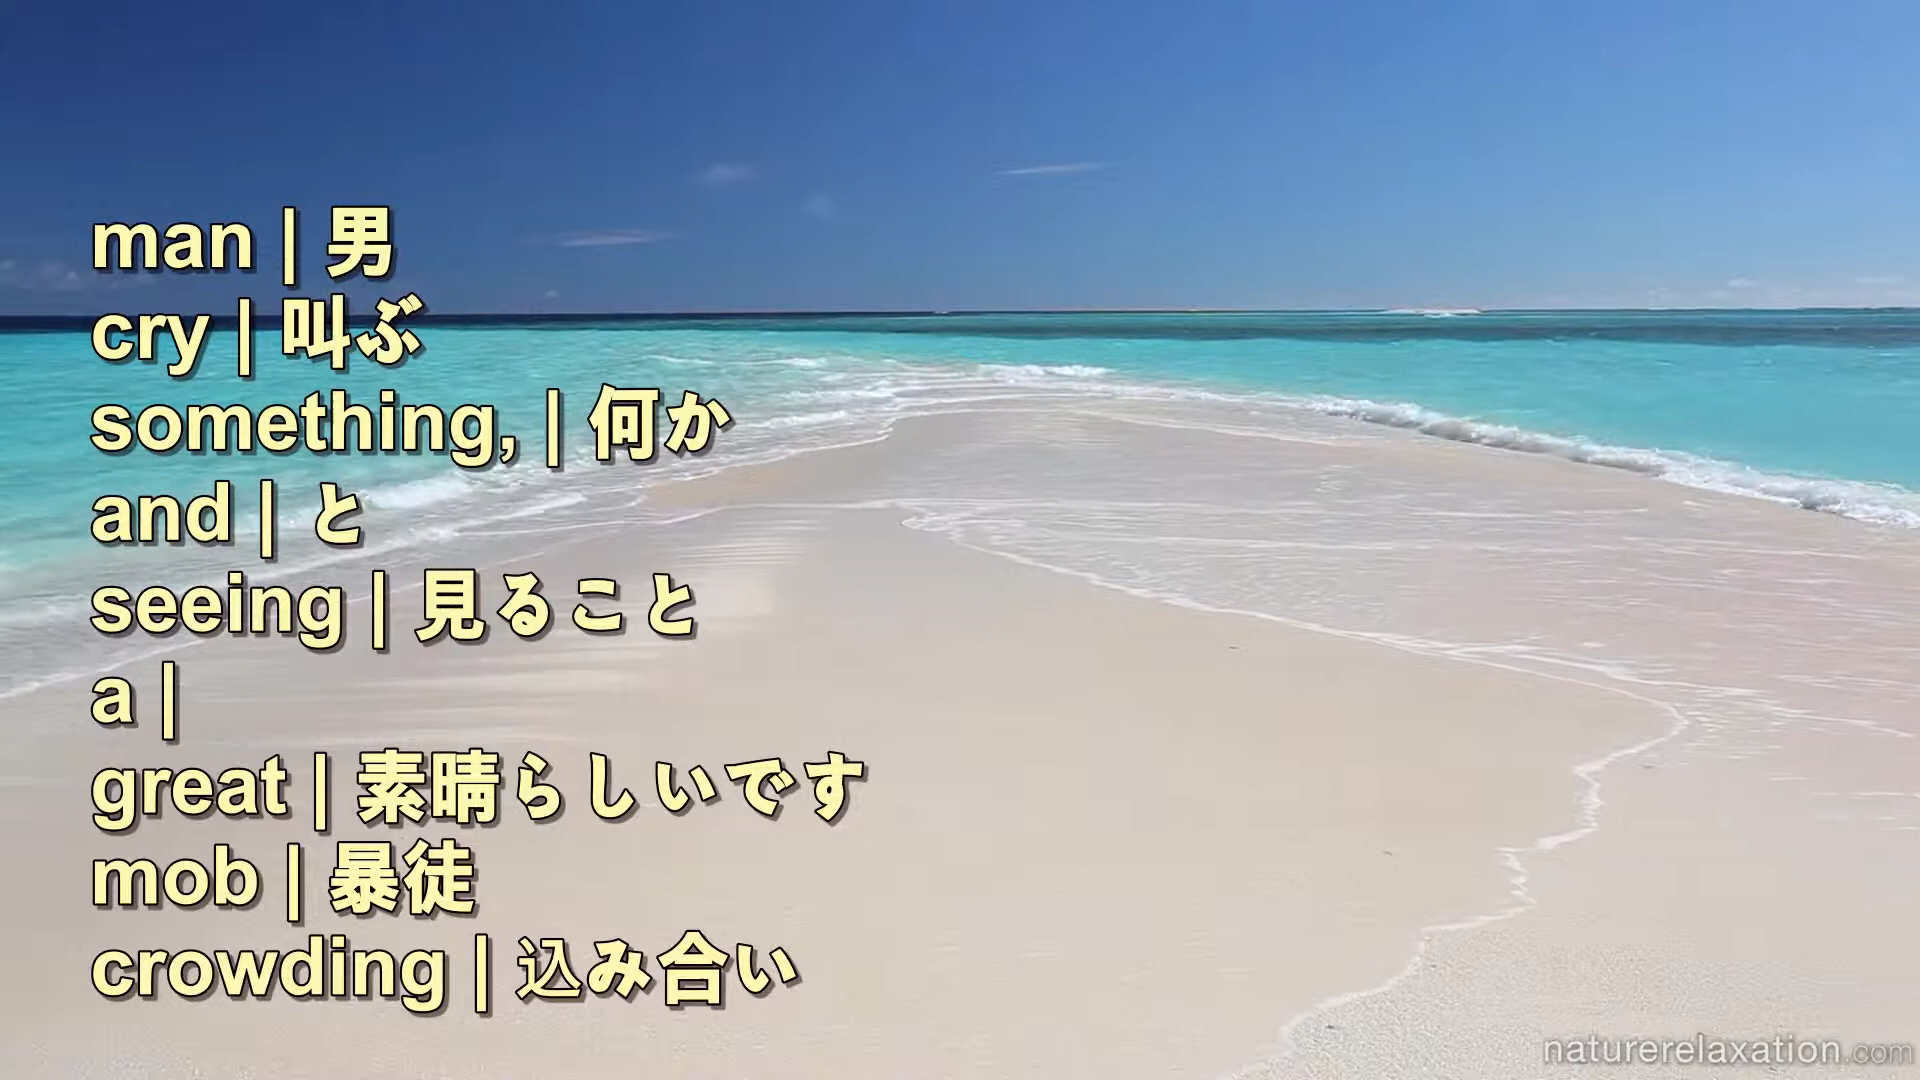 man | 男
cry | 叫ぶ
something, | 何か
and | と
seeing | 見ること
a |
great | 素晴らしいです
mob | 暴徒
crowding | 込み合い
naturerelaxation.com